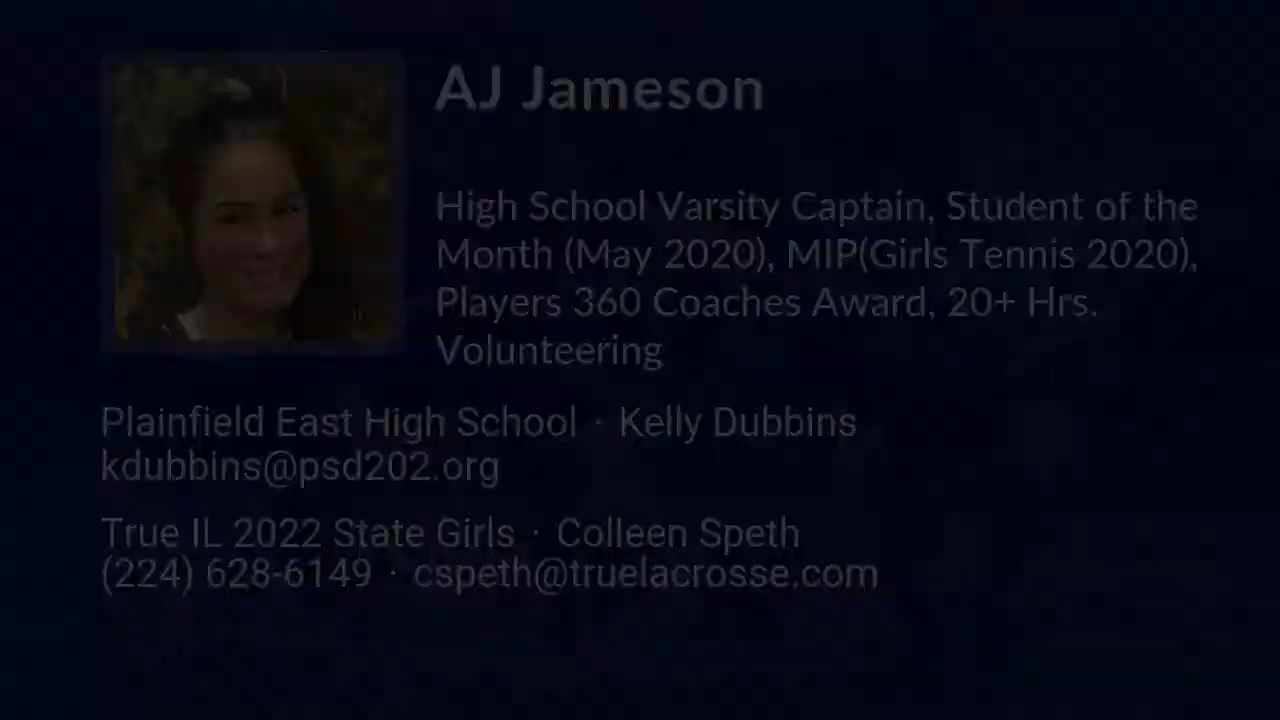 AJ Jameson
High School Varsity Captain, Student of the
Month (May 2020), MIP(Girls Tennis 2020),
Players 360 Coaches Award, 20+ Hrs.
Volunteering
Plainfield East High School · Kelly Dubbins
kdubbins@psd202.org
True IL 2022 State Girls · Colleen Speth
(224) 628-6149 · cspeth@truelacrosse.com